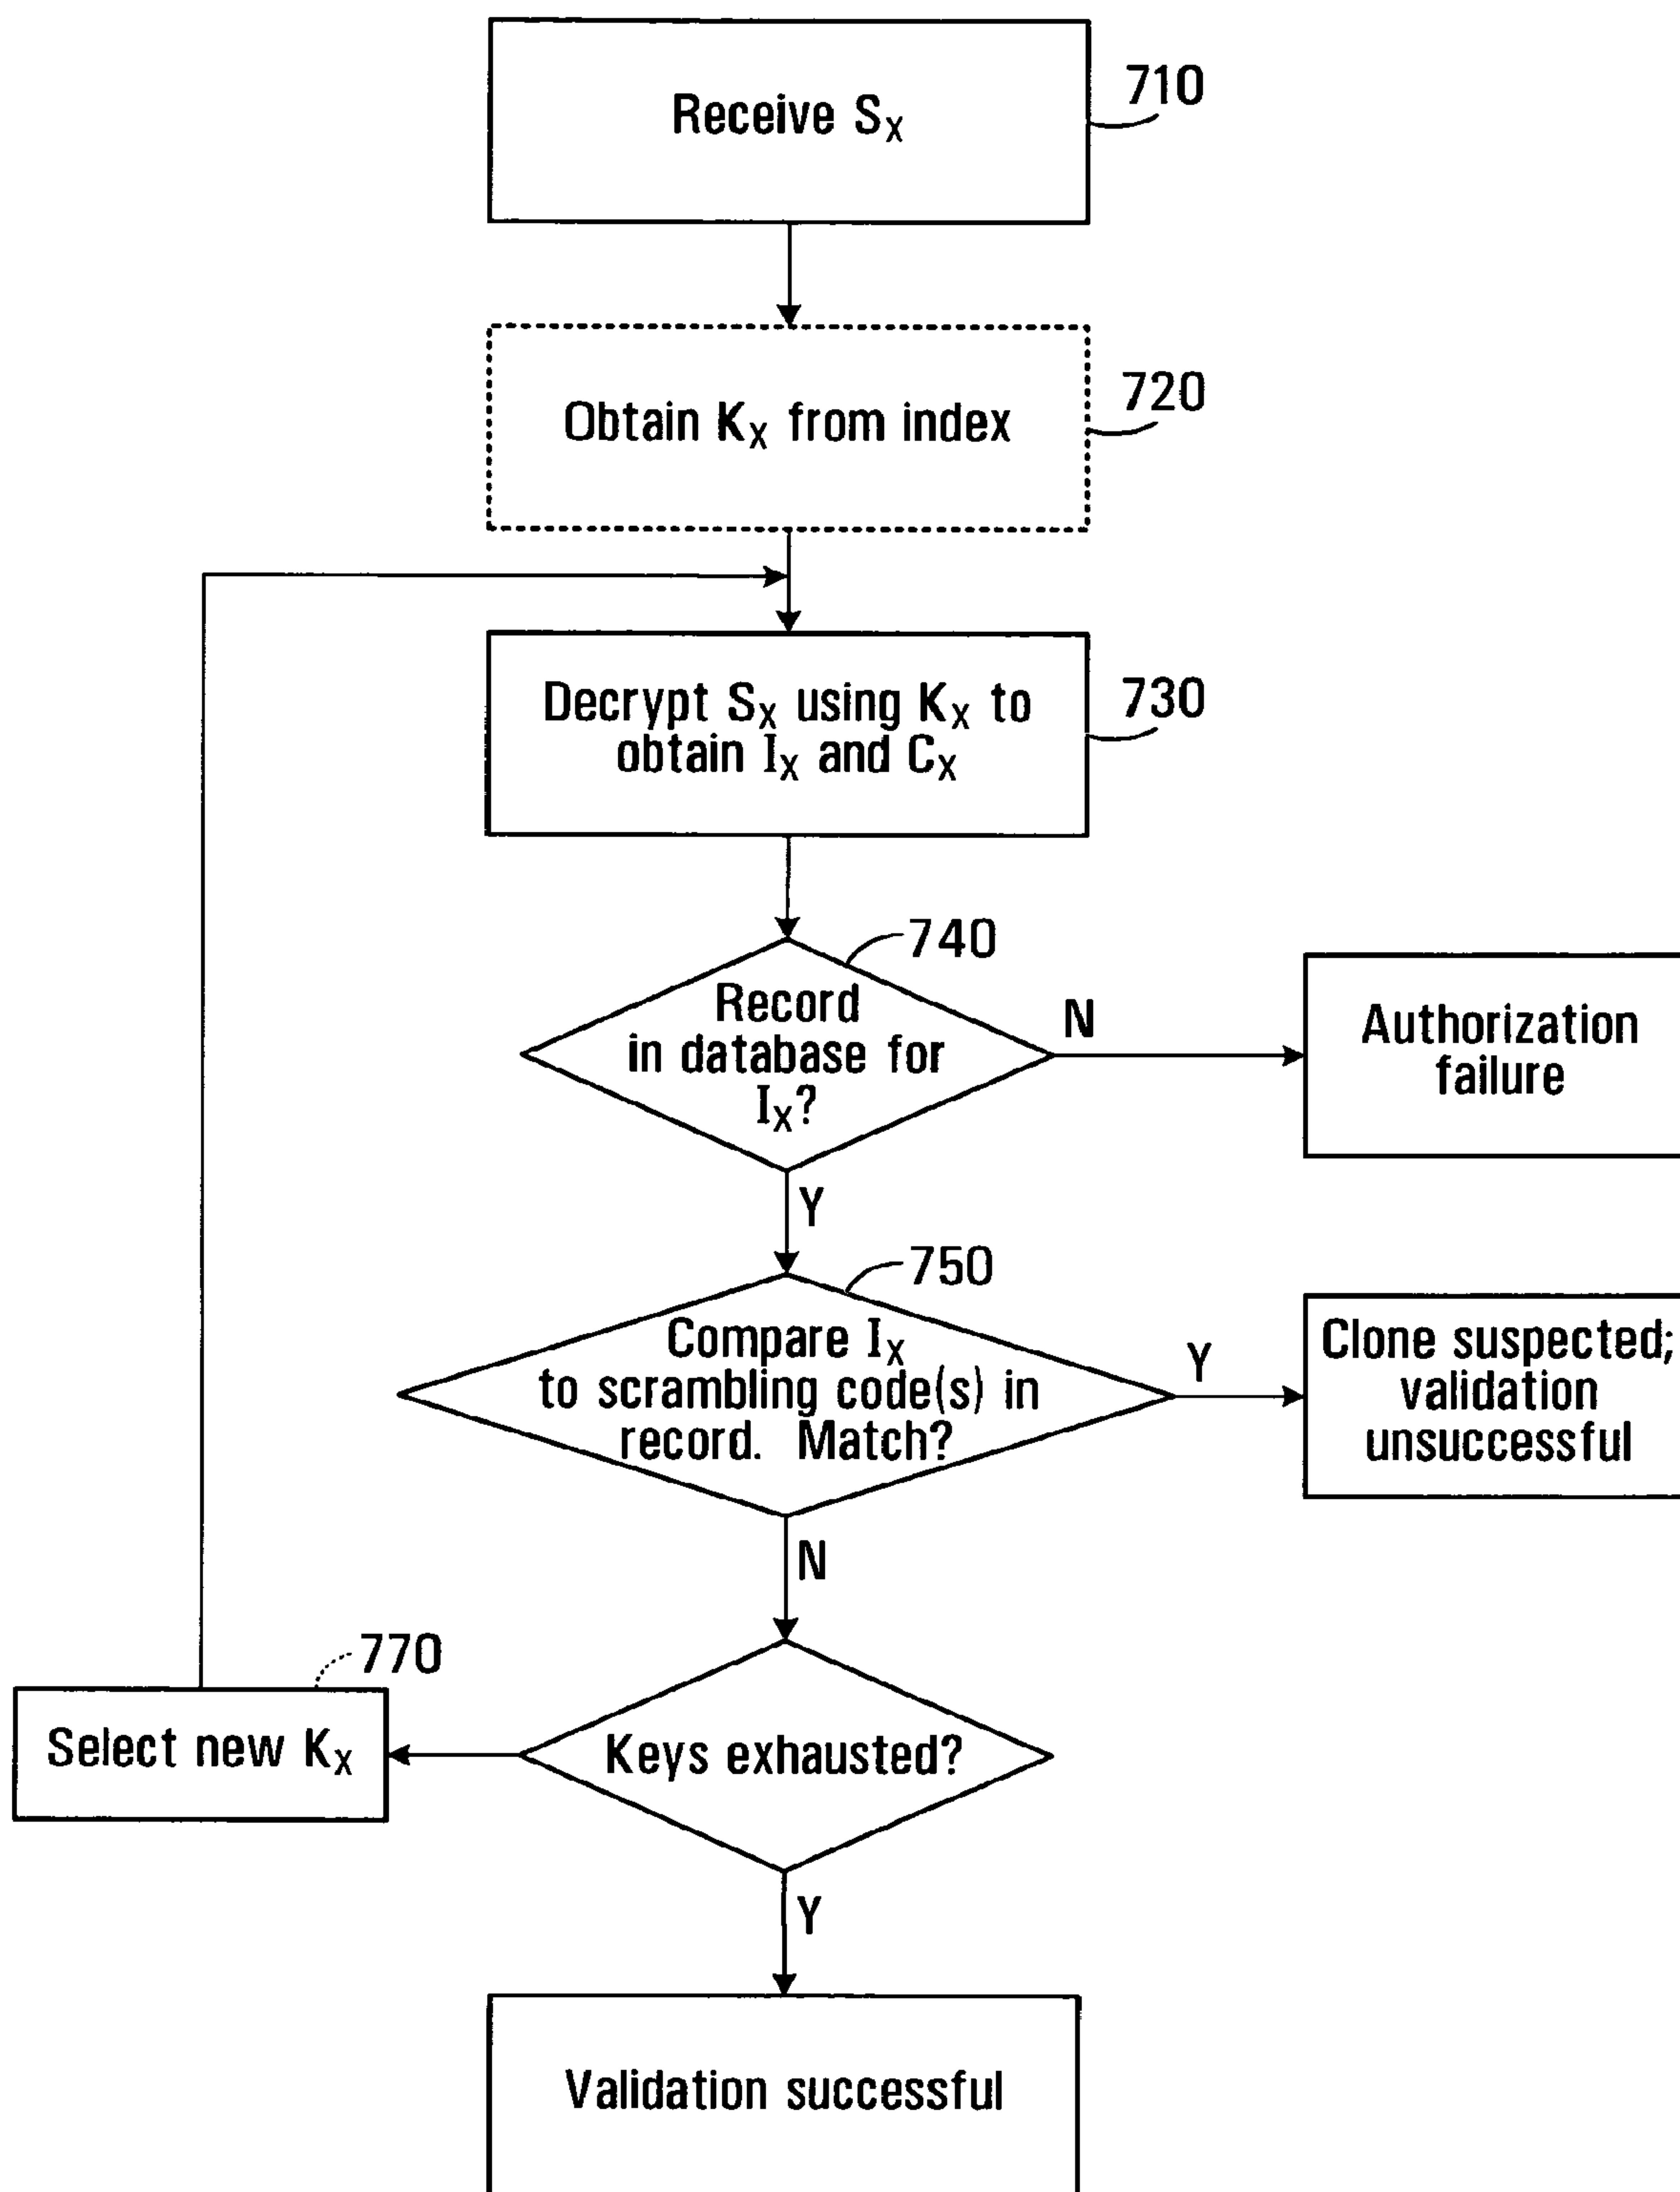 Receive Sx
710
Obtain Kx from index
720
Decrypt Sx using Kx to
obtain Ix and Cx
730
740
Record
in database for
Ix?
N
Authorization
failure
Y
750
Compare Ix
to scrambling code(s) in
record. Match?
Y
Clone suspected;
validation
unsuccessful
N
770
Select new Kx
Keys exhausted?
Y
Validation successful